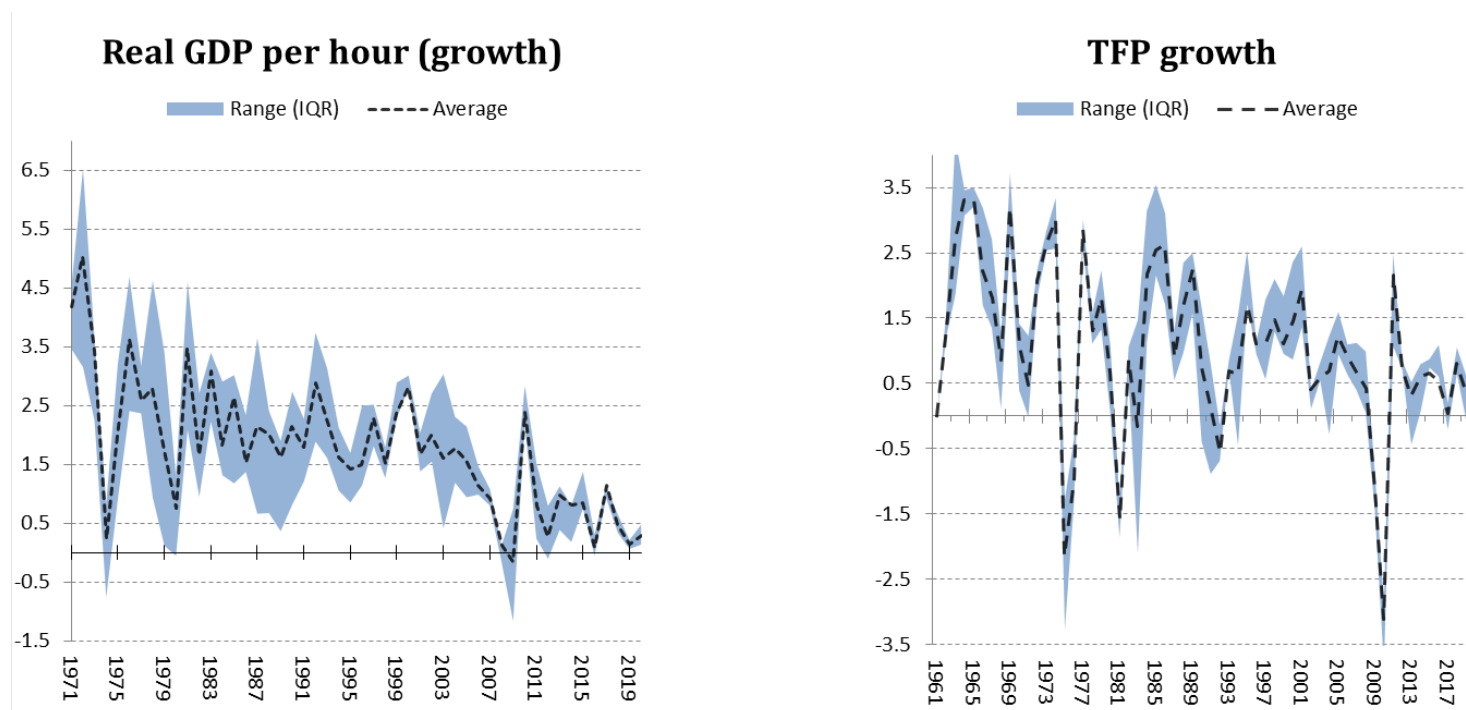 Real GDP per hour (growth)
Range (IQR) Average
6.5
5.5
4.5
3.5
2.5
1.5
0.5
-0.5
-1.5
1971 1975 1979 1983 1987 1991 1995 1999 2003 2007 2011 2015 2019
TFP growth
Range (IQR) Average
3.5
2.5
1.5
0.5
-0.5
-1.5
-2.5
-3.5
1961 1965 1969 1973 1977 1981 1985 1989 1993 1997 2001 2005 2009 2013 2017